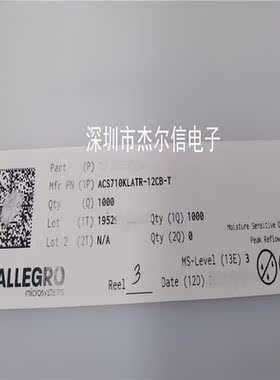 深圳市杰尔信电子
Part (P)
Mfr PN (1P) ACS710KLATR-12CB-T
Qty (Q) 1000
Lot (1T) 1952 Qty (1Q) 1000
Lot 2 (2T) N/A Qty (2Q) 0
Moisture Sensitive
Peak Reflow
MS-Level (13E) 3
ALLEGRO
microsystems
Reel 3 Date (12D)